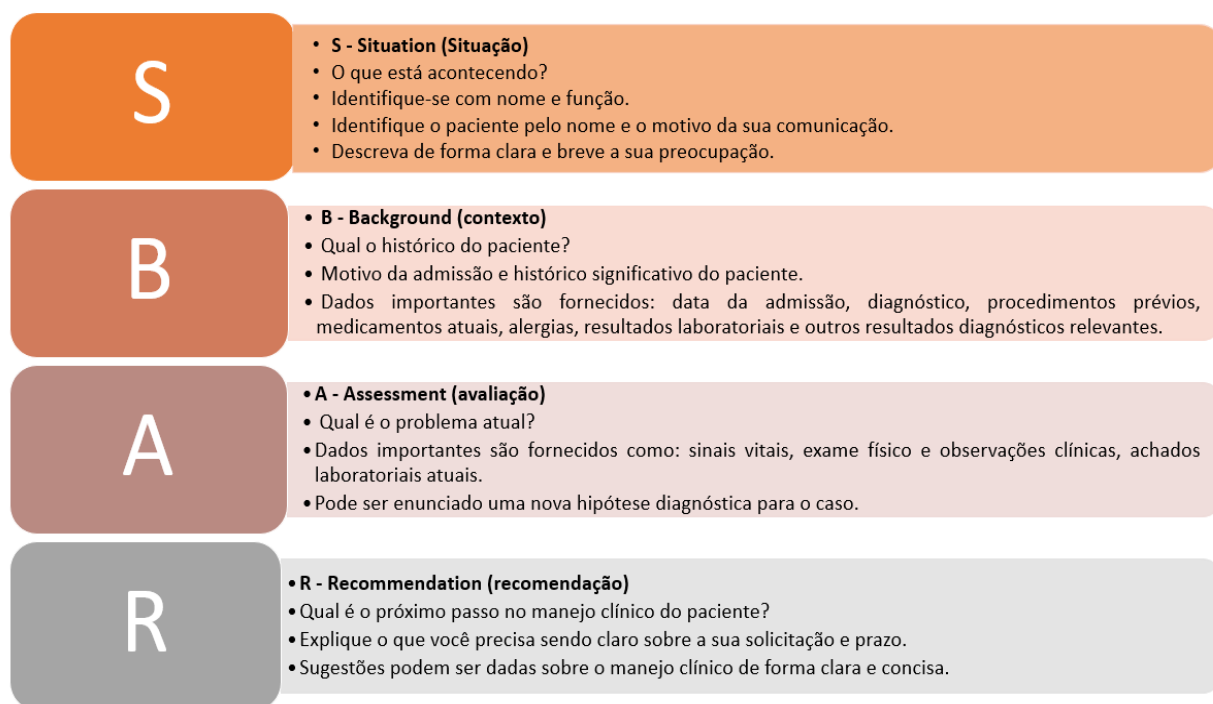 S
• S - Situation (Situação)
• O que está acontecendo?
• Identifique-se com nome e função.
• Identifique o paciente pelo nome e o motivo da sua comunicação.
• Descreva de forma clara e breve a sua preocupação.
B
• B - Background (contexto)
• Qual o histórico do paciente?
• Motivo da admissão e histórico significativo do paciente.
• Dados importantes são fornecidos: data da admissão, diagnóstico, procedimentos prévios,
medicamentos atuais, alergias, resultados laboratoriais e outros resultados diagnósticos relevantes.
A
• A - Assessment (avaliação)
• Qual é o problema atual?
• Dados importantes são fornecidos como: sinais vitais, exame físico e observações clínicas, achados
laboratoriais atuais.
• Pode ser enunciado uma nova hipótese diagnóstica para o caso.
R
• R - Recommendation (recomendação)
• Qual é o próximo passo no manejo clínico do paciente?
• Explique o que você precisa sendo claro sobre a sua solicitação e prazo.
• Sugestões podem ser dadas sobre o manejo clínico de forma clara e concisa.